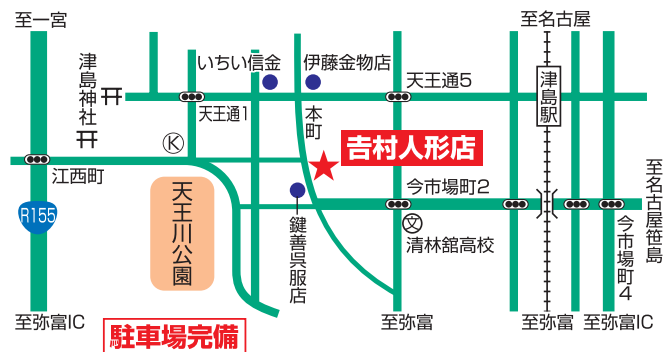 至一宮
至名古屋
いちい信金
伊藤金物店
津島神社
天王通5
津島駅
天王通1
本町
Ⓚ
吉村人形店
江西町
今市場町2
至名古屋笹島
天王川公園
R155
鍵善呉服店
文
清林舘高校
今市場町4
至弥富IC
至弥富
至弥富
至弥富IC
駐車場完備